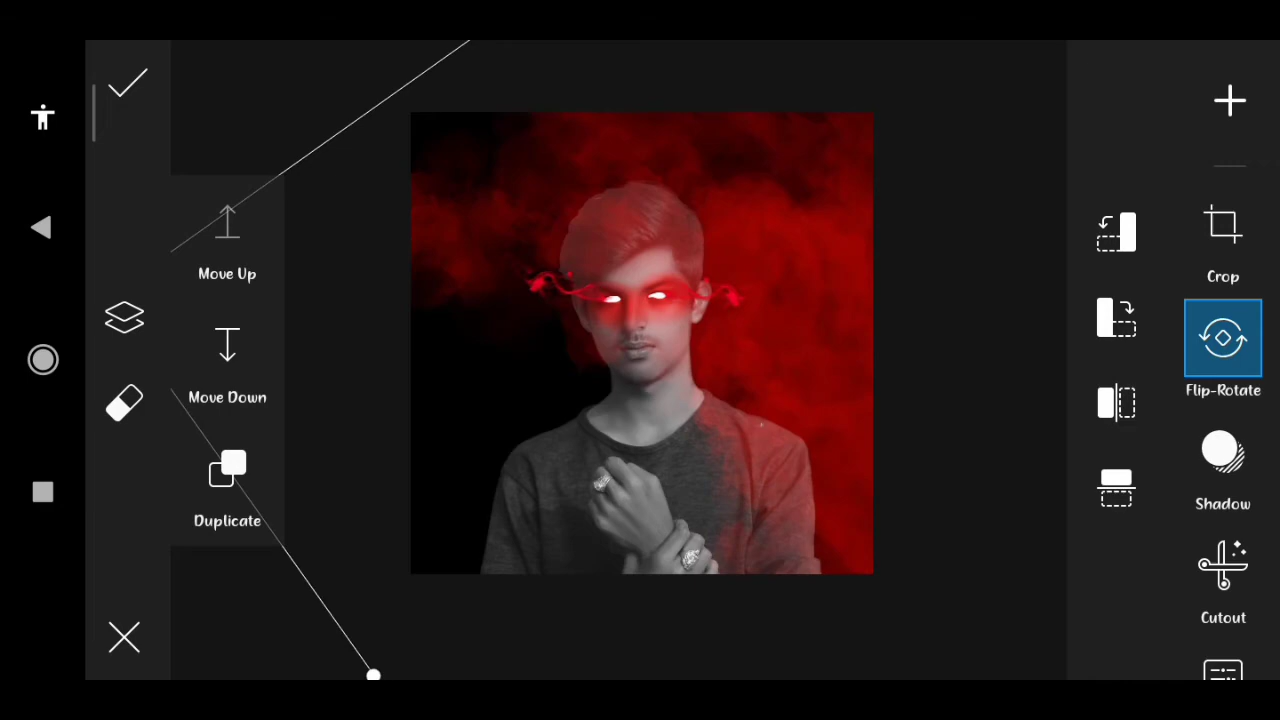 Move Up
Move Down
Duplicate
Crop
Flip-Rotate
Shadow
Cutout